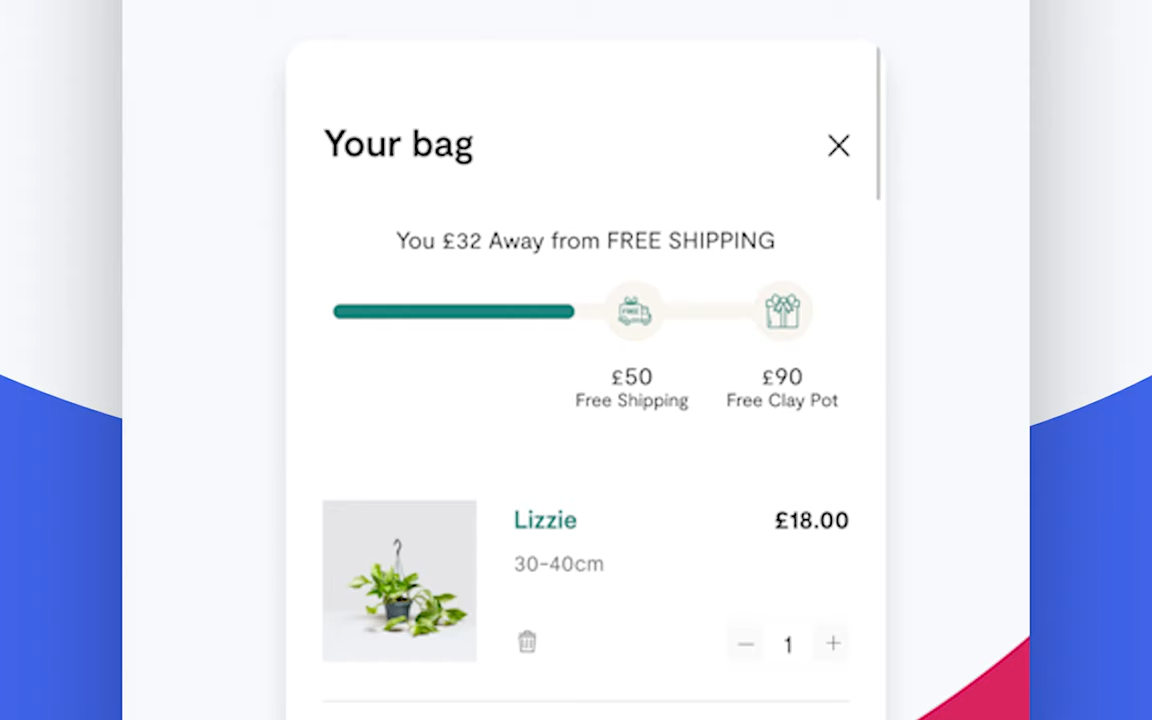 Your bag
You £32 Away from FREE SHIPPING
FREE
£50
Free Shipping
£90
Free Clay Pot
Lizzie
£18.00
30-40cm
1